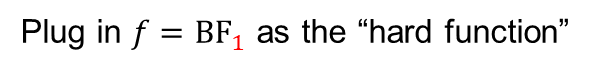 Plug in f = BF₁ as the “hard function”